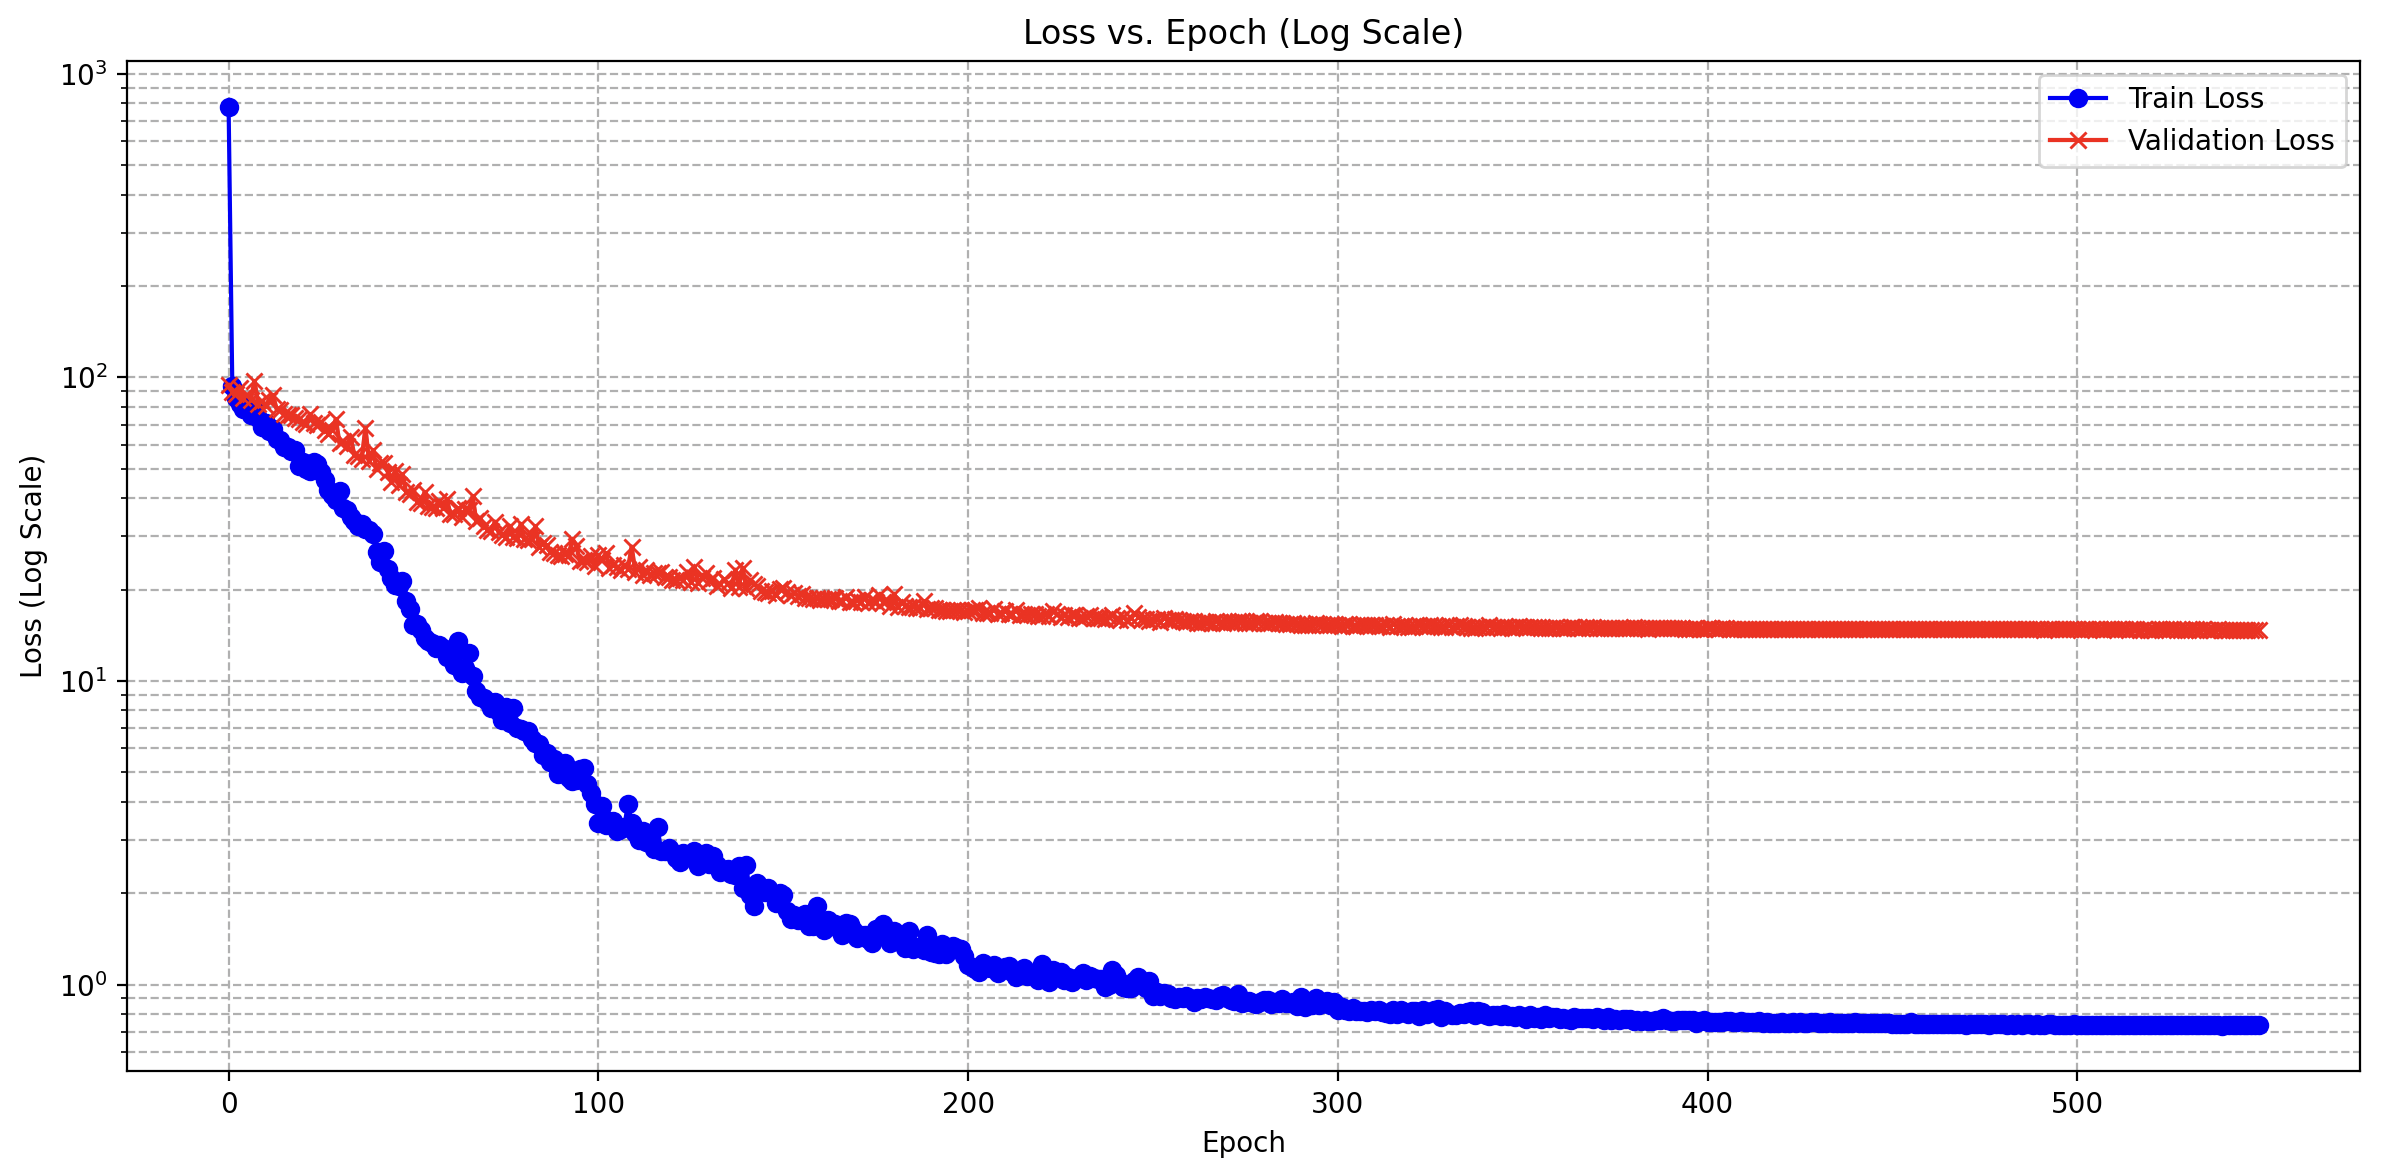 Loss vs. Epoch (Log Scale)
Train Loss
Validation Loss
Loss (Log Scale)
10³
10²
10¹
10⁰
0 100 200 300 400 500
Epoch